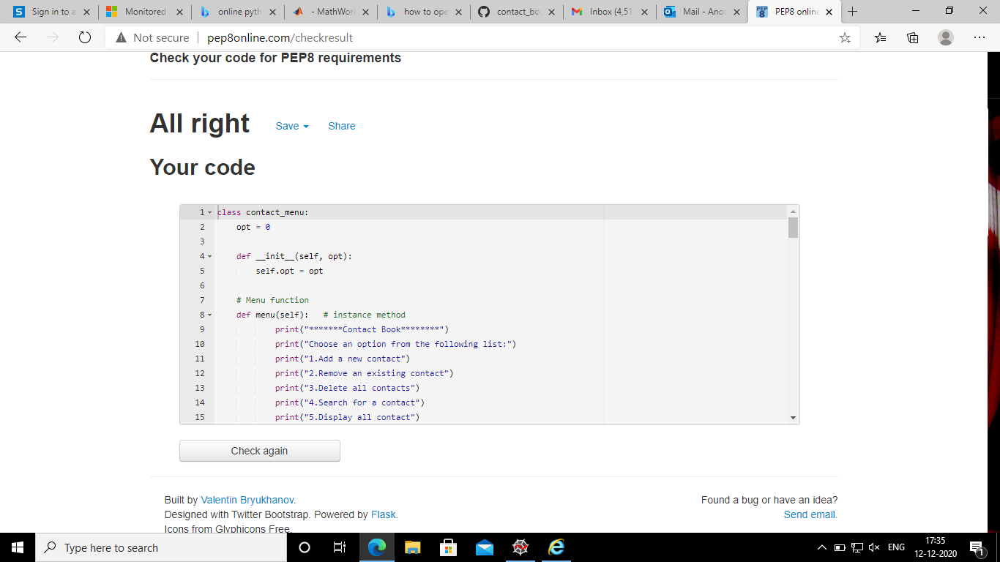 Sign in to a
Monitored
online pyth
- MathWor
how to ope
contact_bo
Inbox (4,51
Mail - Ano
PEP8 online
Not secure
pep8online.com/checkresult
Check your code for PEP8 requirements
All right
Save
Share
Your code
1 class contact_menu:
2 opt = 0
3
4 def __init__(self, opt):
5 self.opt = opt
6
7 # Menu function
8 def menu(self):   # instance method
9 print("*******Contact Book********")
10 print("Choose an option from the following list:")
11 print("1.Add a new contact")
12 print("2.Remove an existing contact")
13 print("3.Delete all contacts")
14 print("4.Search for a contact")
15 print("5.Display all contact")
Check again
Built by Valentin Bryukhanov.
Designed with Twitter Bootstrap. Powered by Flask.
Icons from Glyphicons Free.
Found a bug or have an idea?
Send email.
Type here to search
ENG
17:35
12-12-2020
1